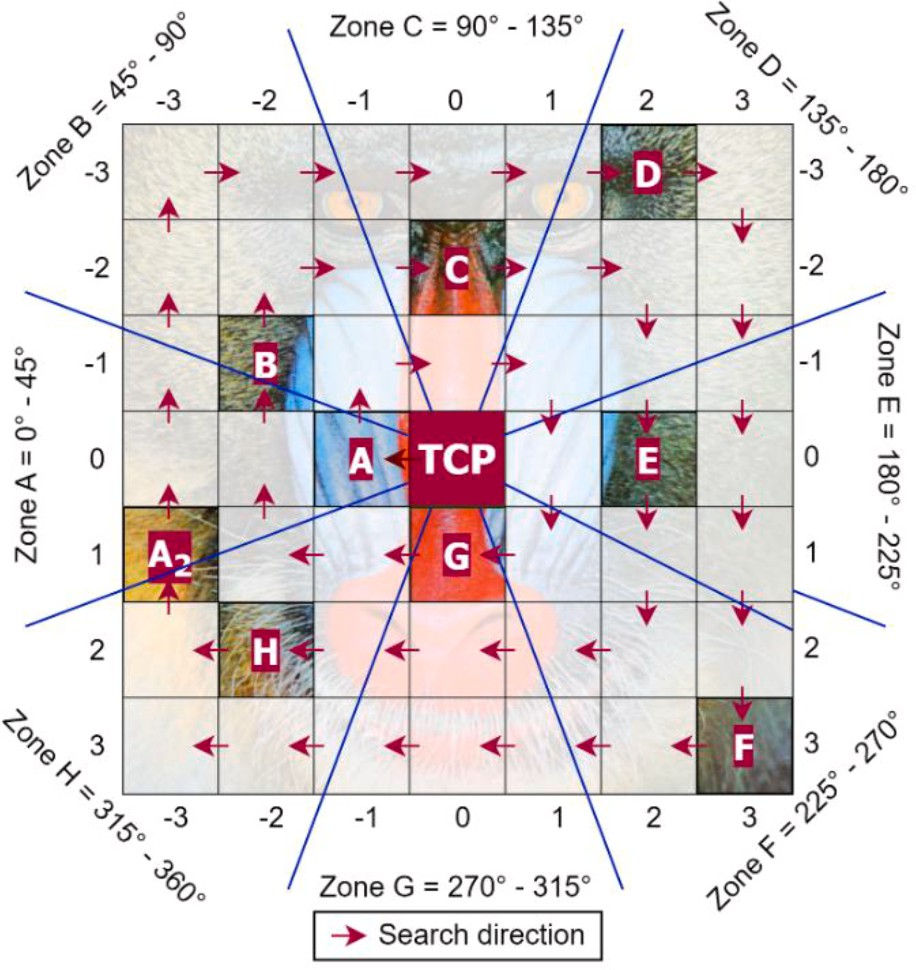 Zone C = 90° - 135°
Zone B = 45° - 90°
Zone D = 135° - 180°
-3 -2 -1 0 1 2 3
-3 D -3
-2 C -2
-1 B -1
Zone A = 0° - 45°
0 A TCP E 0
Zone E = 180° - 225°
1 A2 G 1
2 H 2
3 F 3
-3 -2 -1 0 1 2 3
Zone H = 315° - 360°
Zone F = 225° - 270°
Zone G = 270° - 315°
Search direction